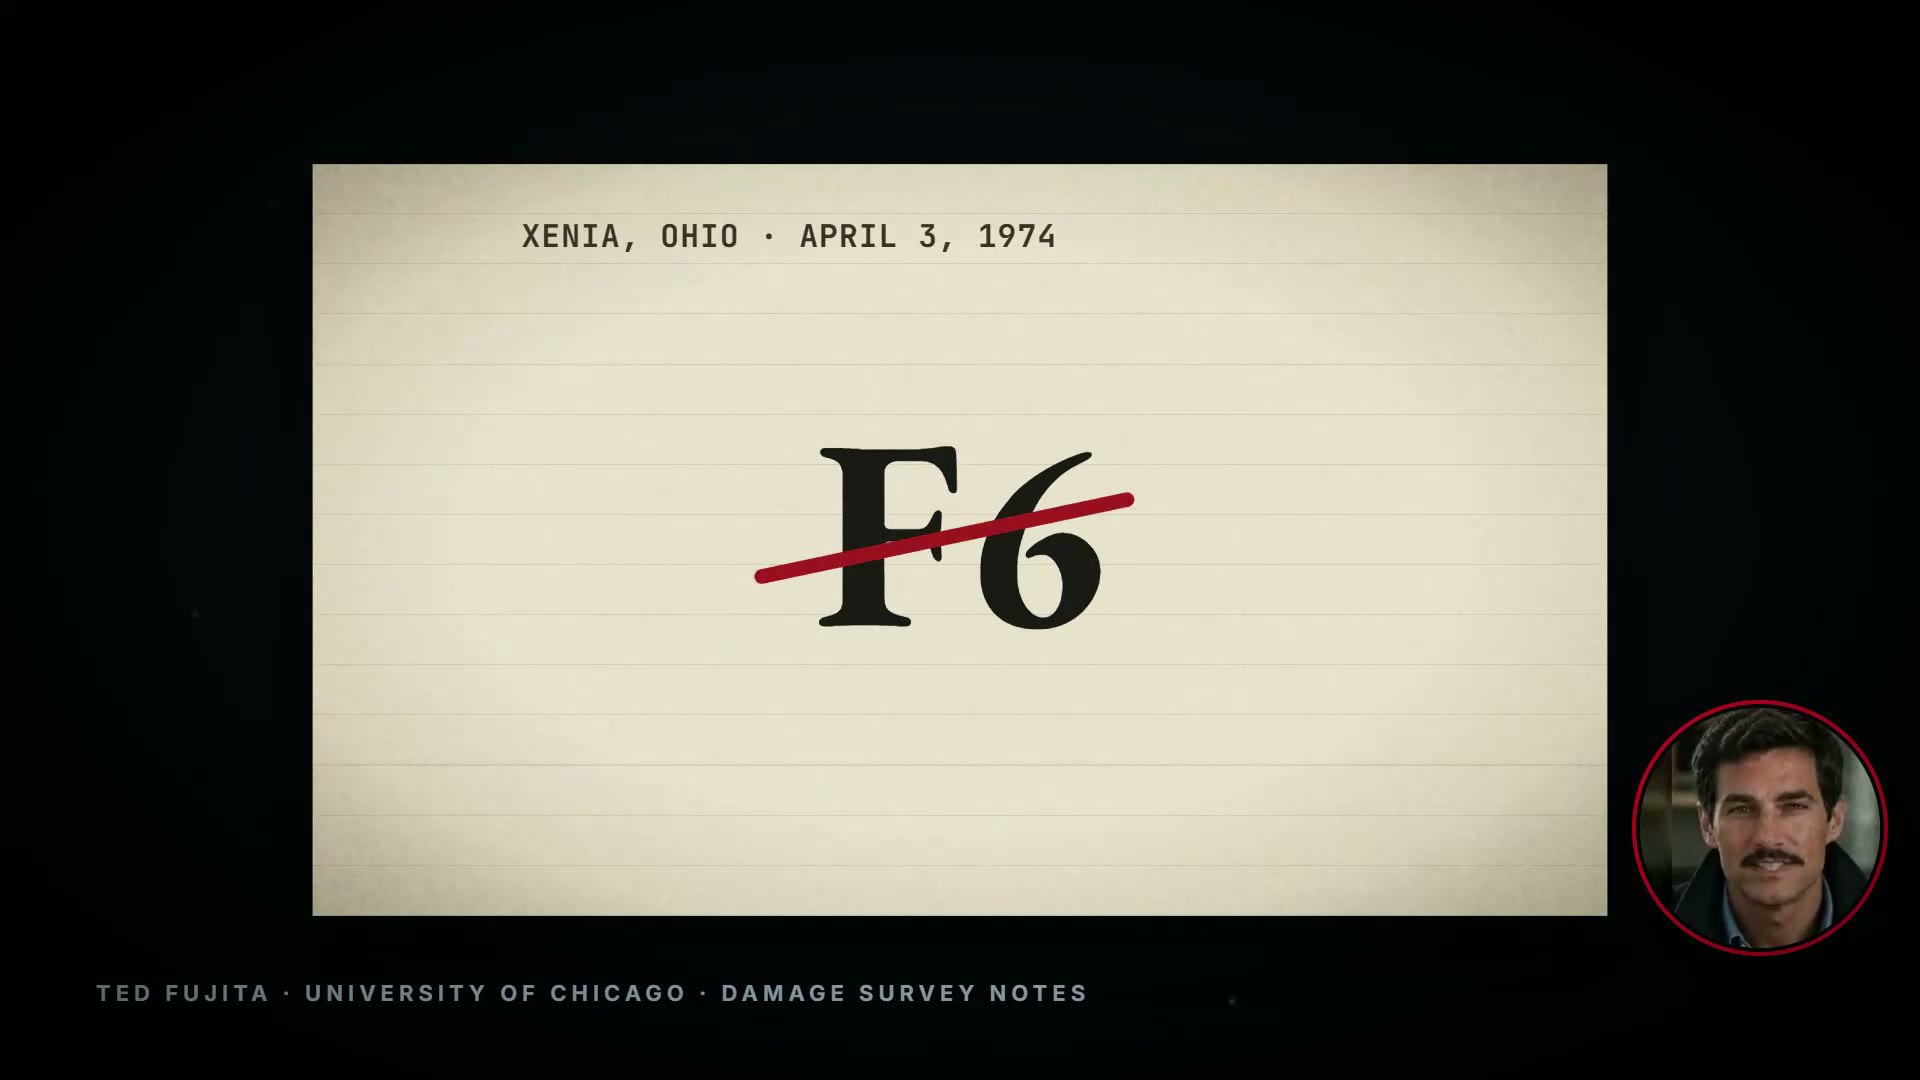 XENIA, OHIO · APRIL 3, 1974
F6
TED FUJITA · UNIVERSITY OF CHICAGO · DAMAGE SURVEY NOTES